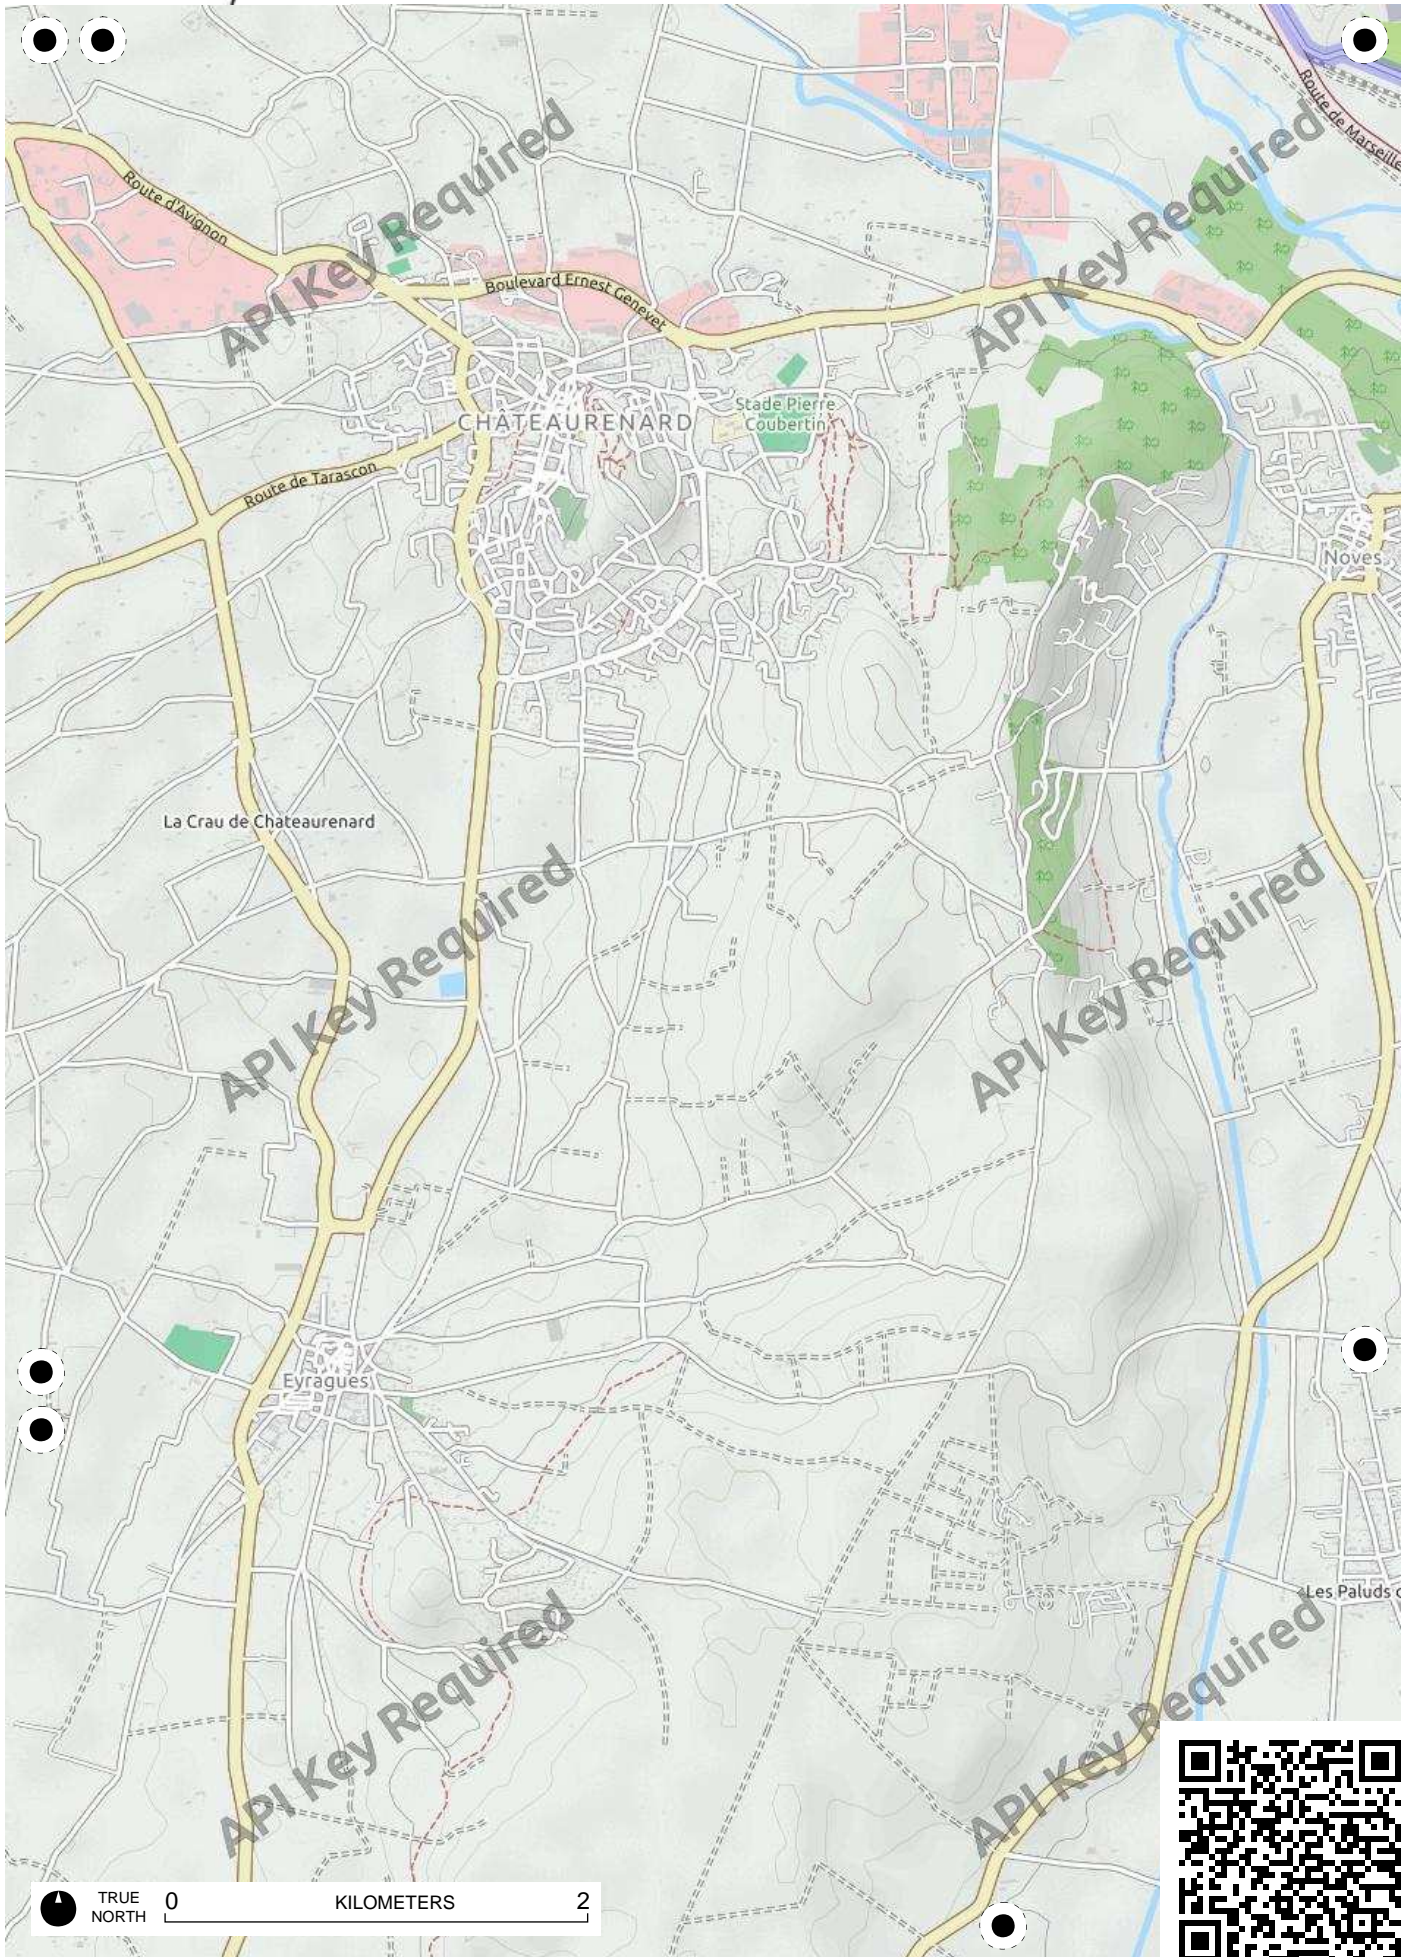 Route de Marseille
API Key Required
API Key Required
Route d'Avignon
Boulevard Ernest Genevet
CHÂTEAURENARD
Stade Pierre
Coubertin
Route de Tarascon
Noves
La Crau de Chateaurenard
API Key Required
API Key Required
Eyragues
Les Paluds
API Key Required
API Key Required
TRUE
NORTH
0 KILOMETERS 2